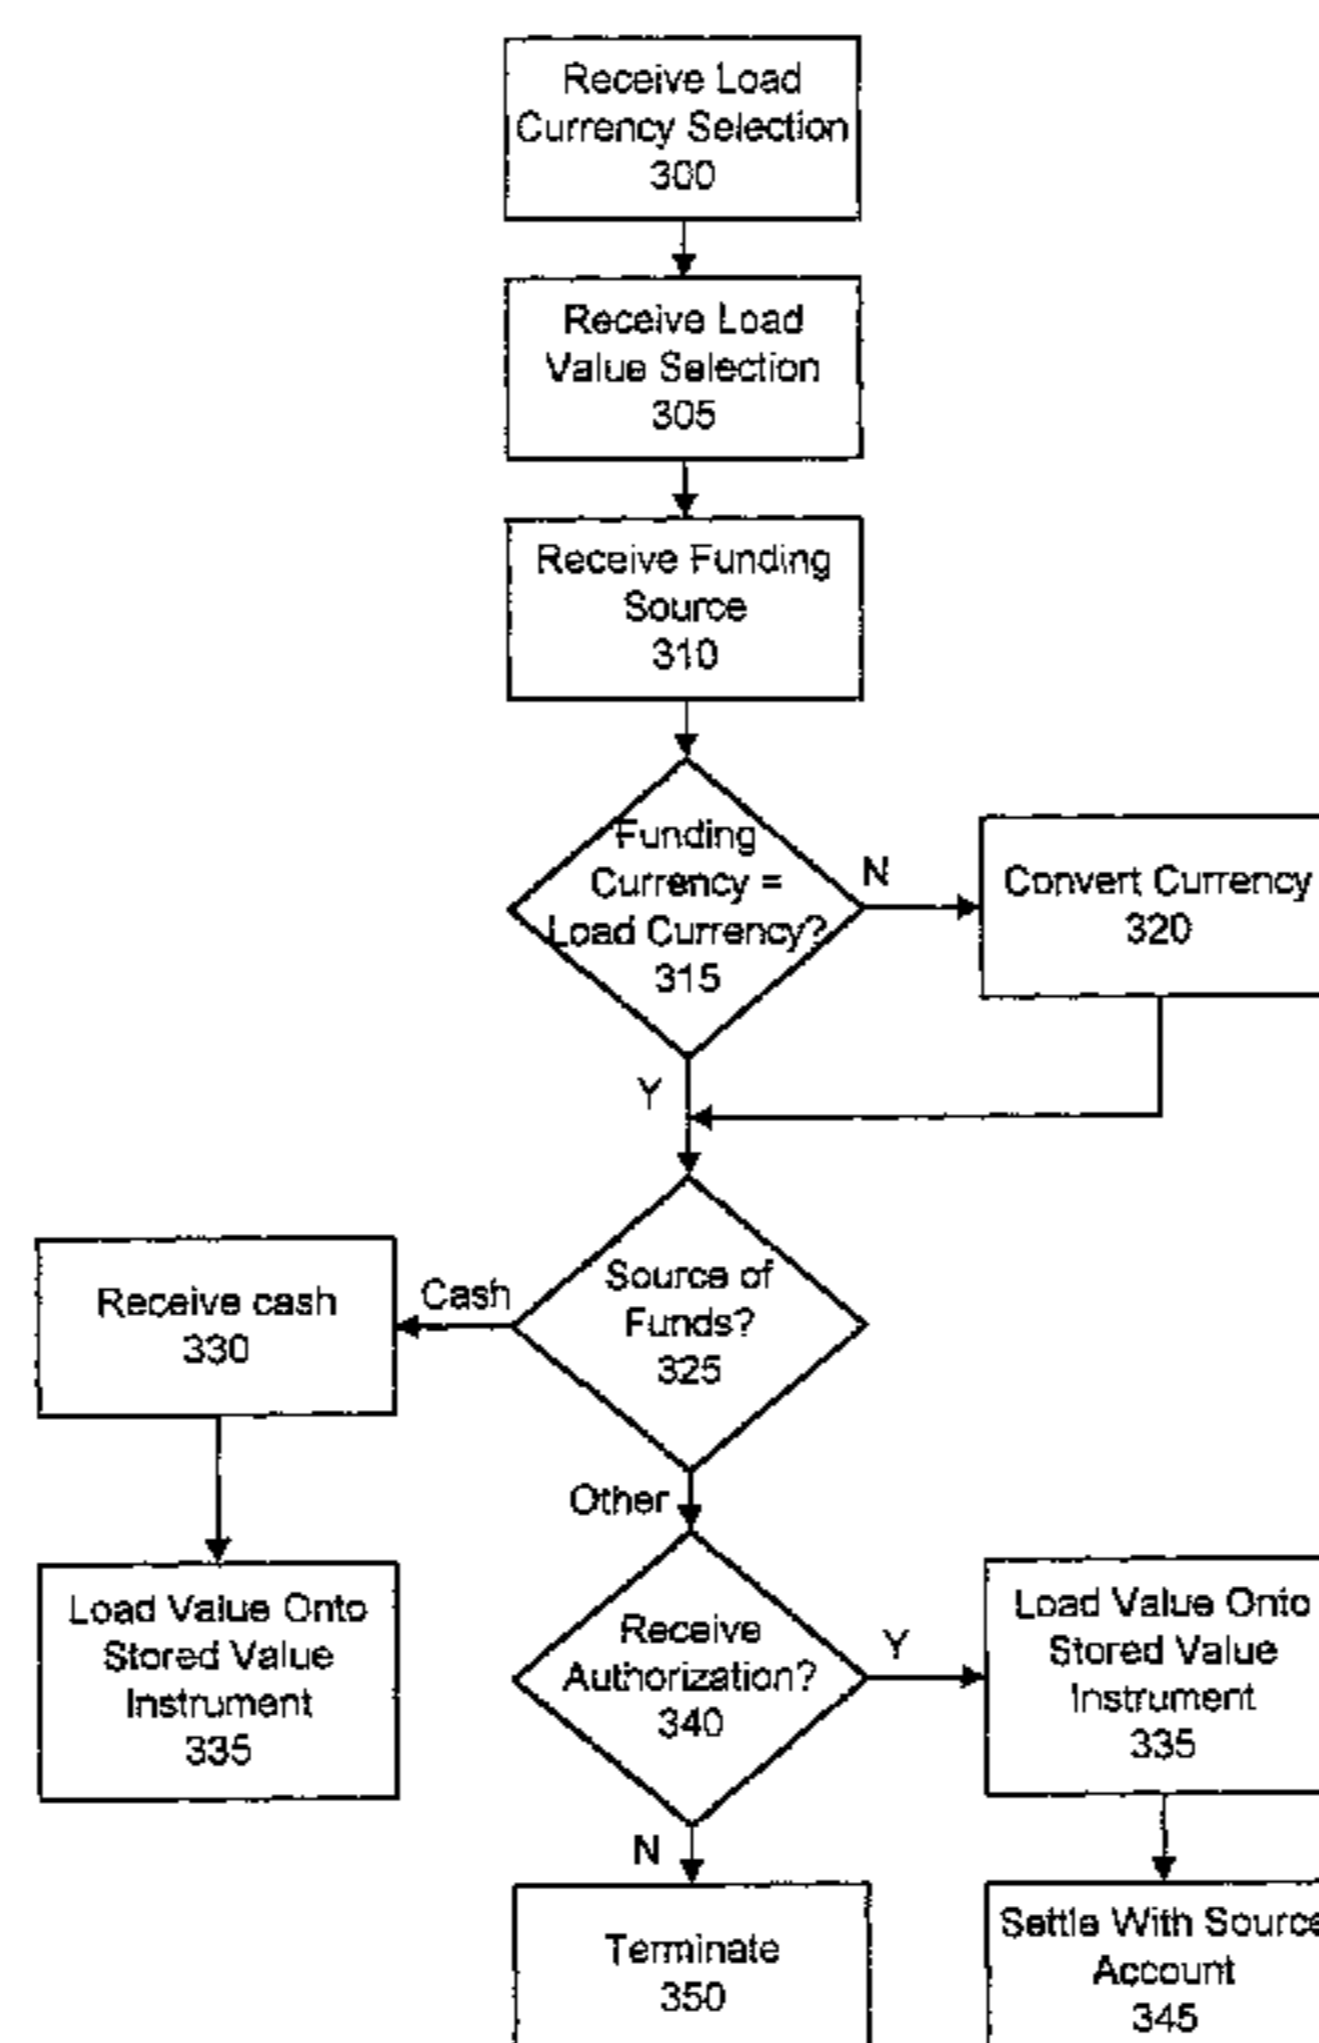 Receive Load
Currency Selection
300
Receive Load
Value Selection
305
Receive Funding
Source
310
Funding
Currency =
Load Currency?
315
N
Convert Currency
320
Y
Source of
Funds?
325
Cash
Receive cash
330
Other
Load Value Onto
Stored Value
Instrument
335
Receive
Authorization?
340
Y
Load Value Onto
Stored Value
Instrument
335
N
Terminate
350
Settle With Source
Account
345